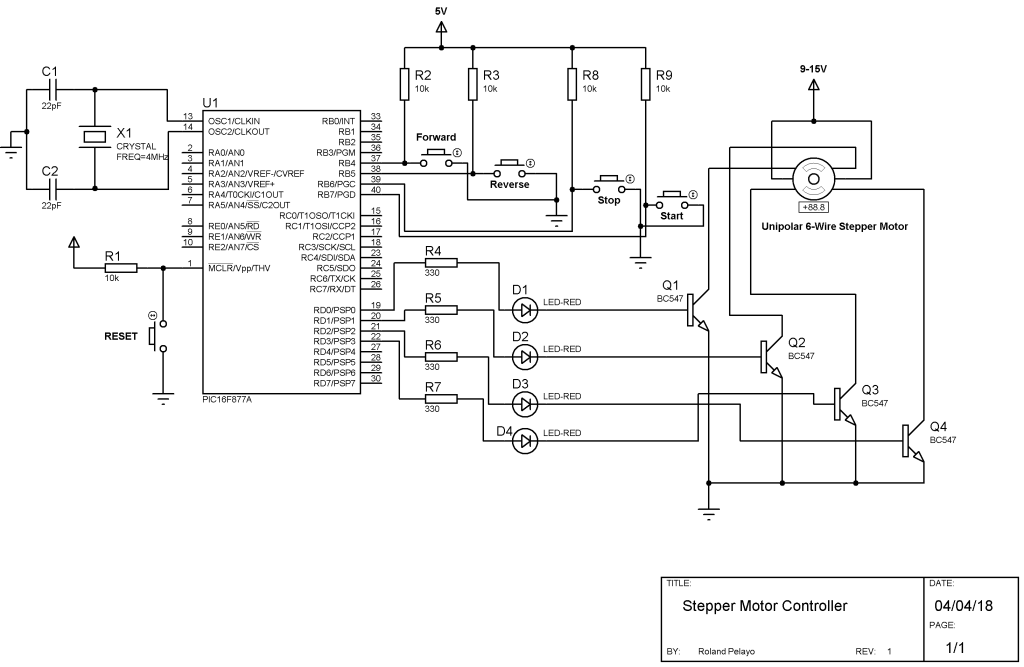 5V
C1
22pF
X1
CRYSTAL
FREQ=4MHz
C2
22pF
R2
10k
R3
10k
R8
10k
R9
10k
9-15V
U1
13 OSC1/CLKIN
14 OSC2/CLKOUT
2 RA0/AN0
3 RA1/AN1
4 RA2/AN2/VREF-/CVREF
5 RA3/AN3/VREF+
6 RA4/T0CKI/C1OUT
7 RA5/AN4/SS/C2OUT
8 RE0/AN5/RD
9 RE1/AN6/WR
10 RE2/AN7/CS
1 MCLR/Vpp/THV
RB0/INT 33
RB1 34
RB2 35
RB3/PGM 36
RB4 37
RB5 38
RB6/PGC 39
RB7/PGD 40
RC0/T1OSO/T1CKI 15
RC1/T1OSI/CCP2 16
RC2/CCP1 17
RC3/SCK/SCL 18
RC4/SDI/SDA 23
RC5/SDO 24
RC6/TX/CK 25
RC7/RX/DT 26
RD0/PSP0 19
RD1/PSP1 20
RD2/PSP2 21
RD3/PSP3 22
RD4/PSP4 27
RD5/PSP5 28
RD6/PSP6 29
RD7/PSP7 30
PIC16F877A
Forward
Reverse
Stop
Start
+88.8
Unipolar 6-Wire Stepper Motor
R1
10k
RESET
R4
330
R5
330
R6
330
R7
330
D1
LED-RED
D2
LED-RED
D3
LED-RED
D4
LED-RED
Q1
BC547
Q2
BC547
Q3
BC547
Q4
BC547
TITLE:
Stepper Motor Controller
BY: Roland Pelayo REV: 1
DATE:
04/04/18
PAGE:
1/1